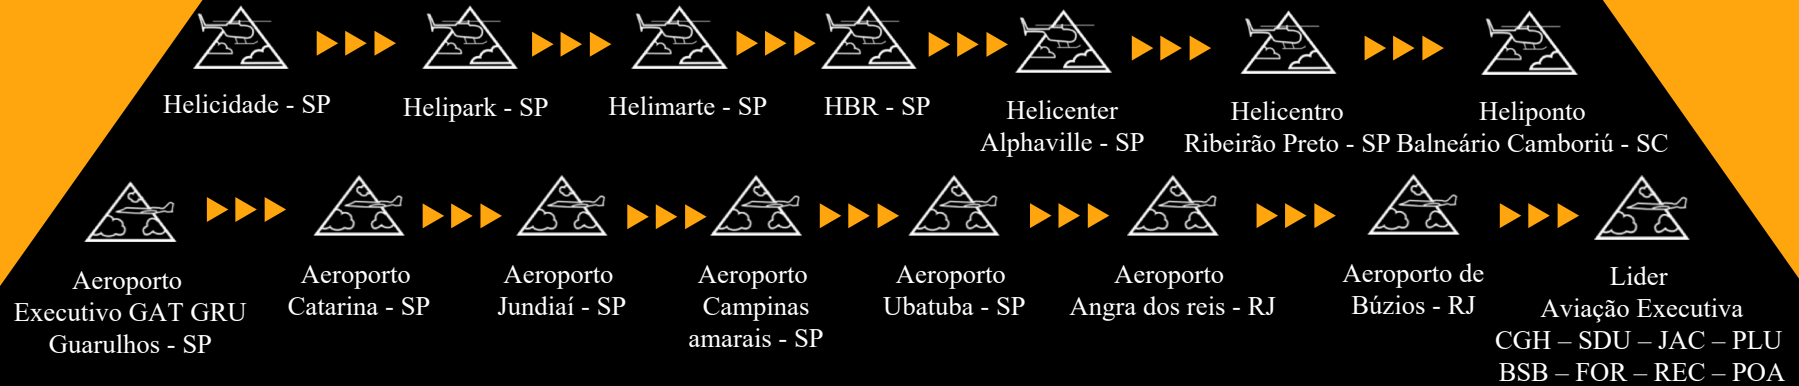 Helicidade - SP
Helipark - SP
Helimarte - SP
HBR - SP
Helicenter
Alphaville - SP
Helicentro
Ribeirão Preto - SP
Heliponto
Balneário Camboriú - SC
Aeroporto
Executivo GAT GRU
Guarulhos - SP
Aeroporto
Catarina - SP
Aeroporto
Jundiaí - SP
Aeroporto
Campinas
amarais - SP
Aeroporto
Ubatuba - SP
Aeroporto
Angra dos reis - RJ
Aeroporto de
Búzios - RJ
Lider
Aviação Executiva
CGH – SDU – JAC – PLU
BSB – FOR – REC – POA